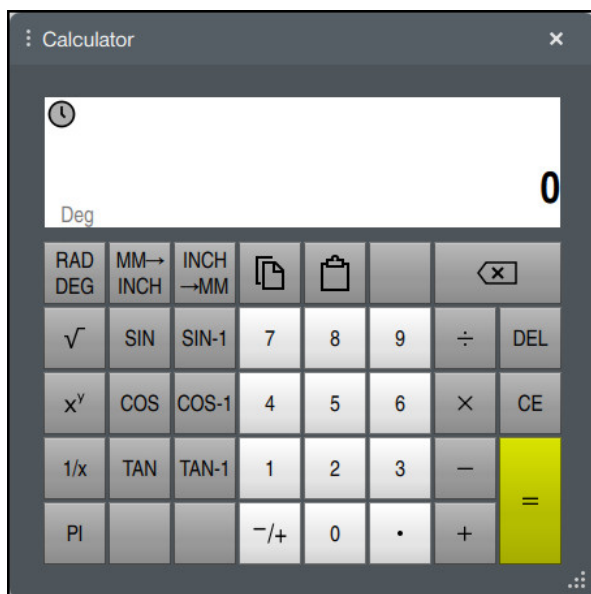 Calculator ×
0
Deg
RAD DEG MM→ INCH INCH →MM
√ SIN SIN-1 7 8 9 ÷ DEL
xʸ COS COS-1 4 5 6 × CE
1/x TAN TAN-1 1 2 3 − =
PI −/+ 0 • +